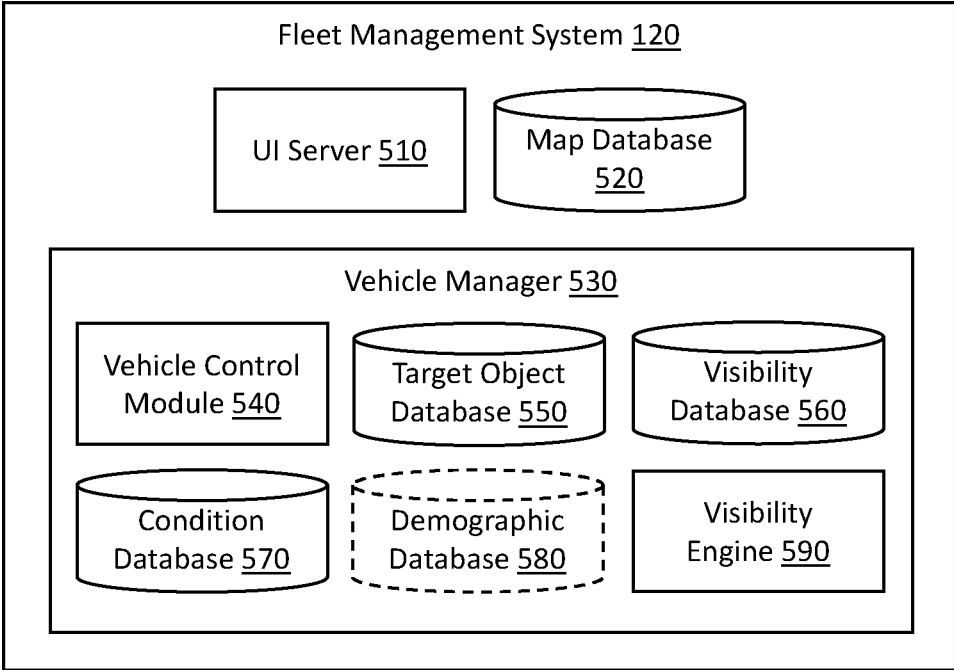 Fleet Management System 120
UI Server 510
Map Database
520
Vehicle Manager 530
Vehicle Control
Module 540
Target Object
Database 550
Visibility
Database 560
Condition
Database 570
Demographic
Database 580
Visibility
Engine 590